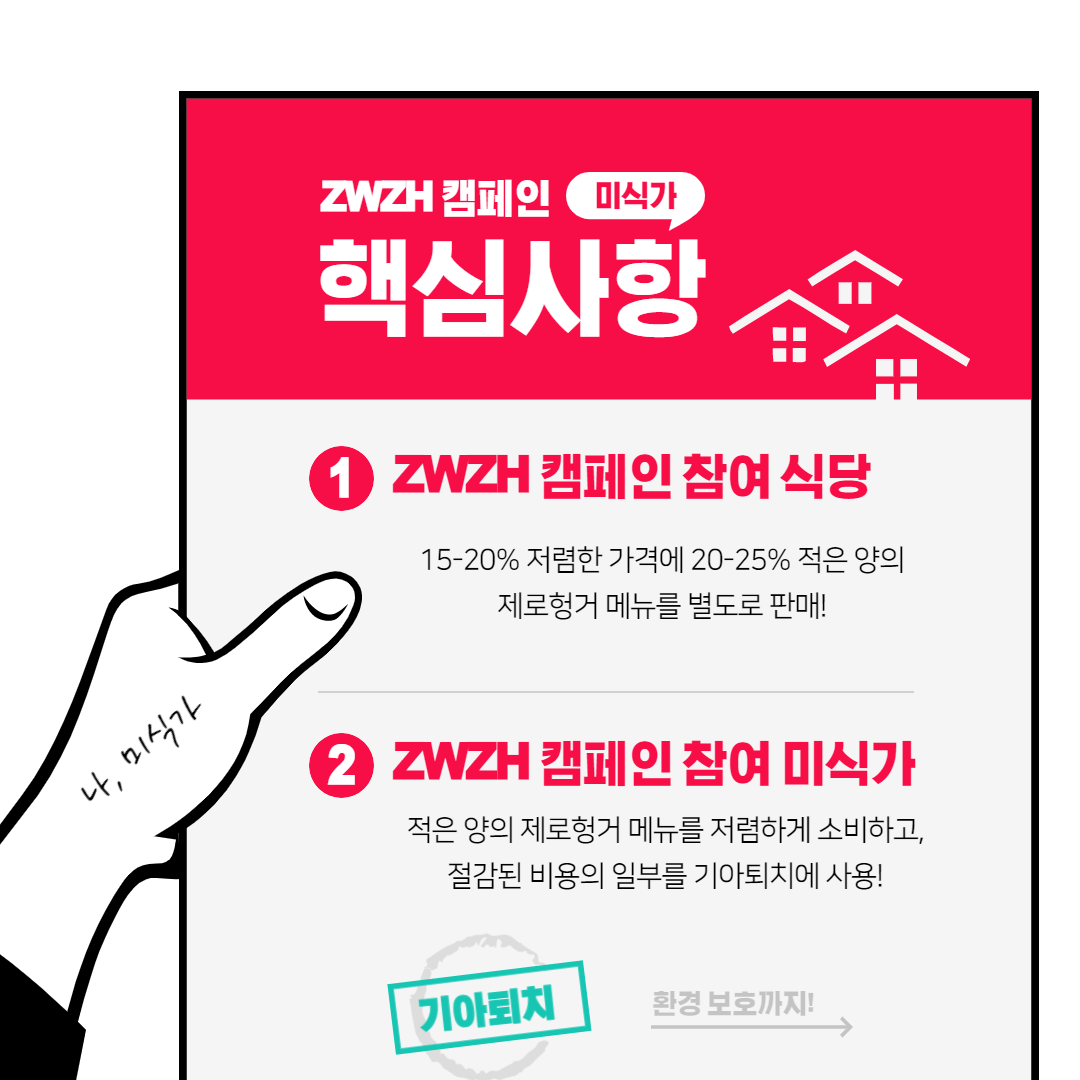 ZWZH 캠페인 미식가
핵심사항
1 ZWZH 캠페인 참여 식당
15-20% 저렴한 가격에 20-25% 적은 양의
제로헝거 메뉴를 별도로 판매!
나, 미식가
2 ZWZH 캠페인 참여 미식가
적은 양의 제로헝거 메뉴를 저렴하게 소비하고,
절감된 비용의 일부를 기아퇴치에 사용!
기아퇴치
환경 보호까지!